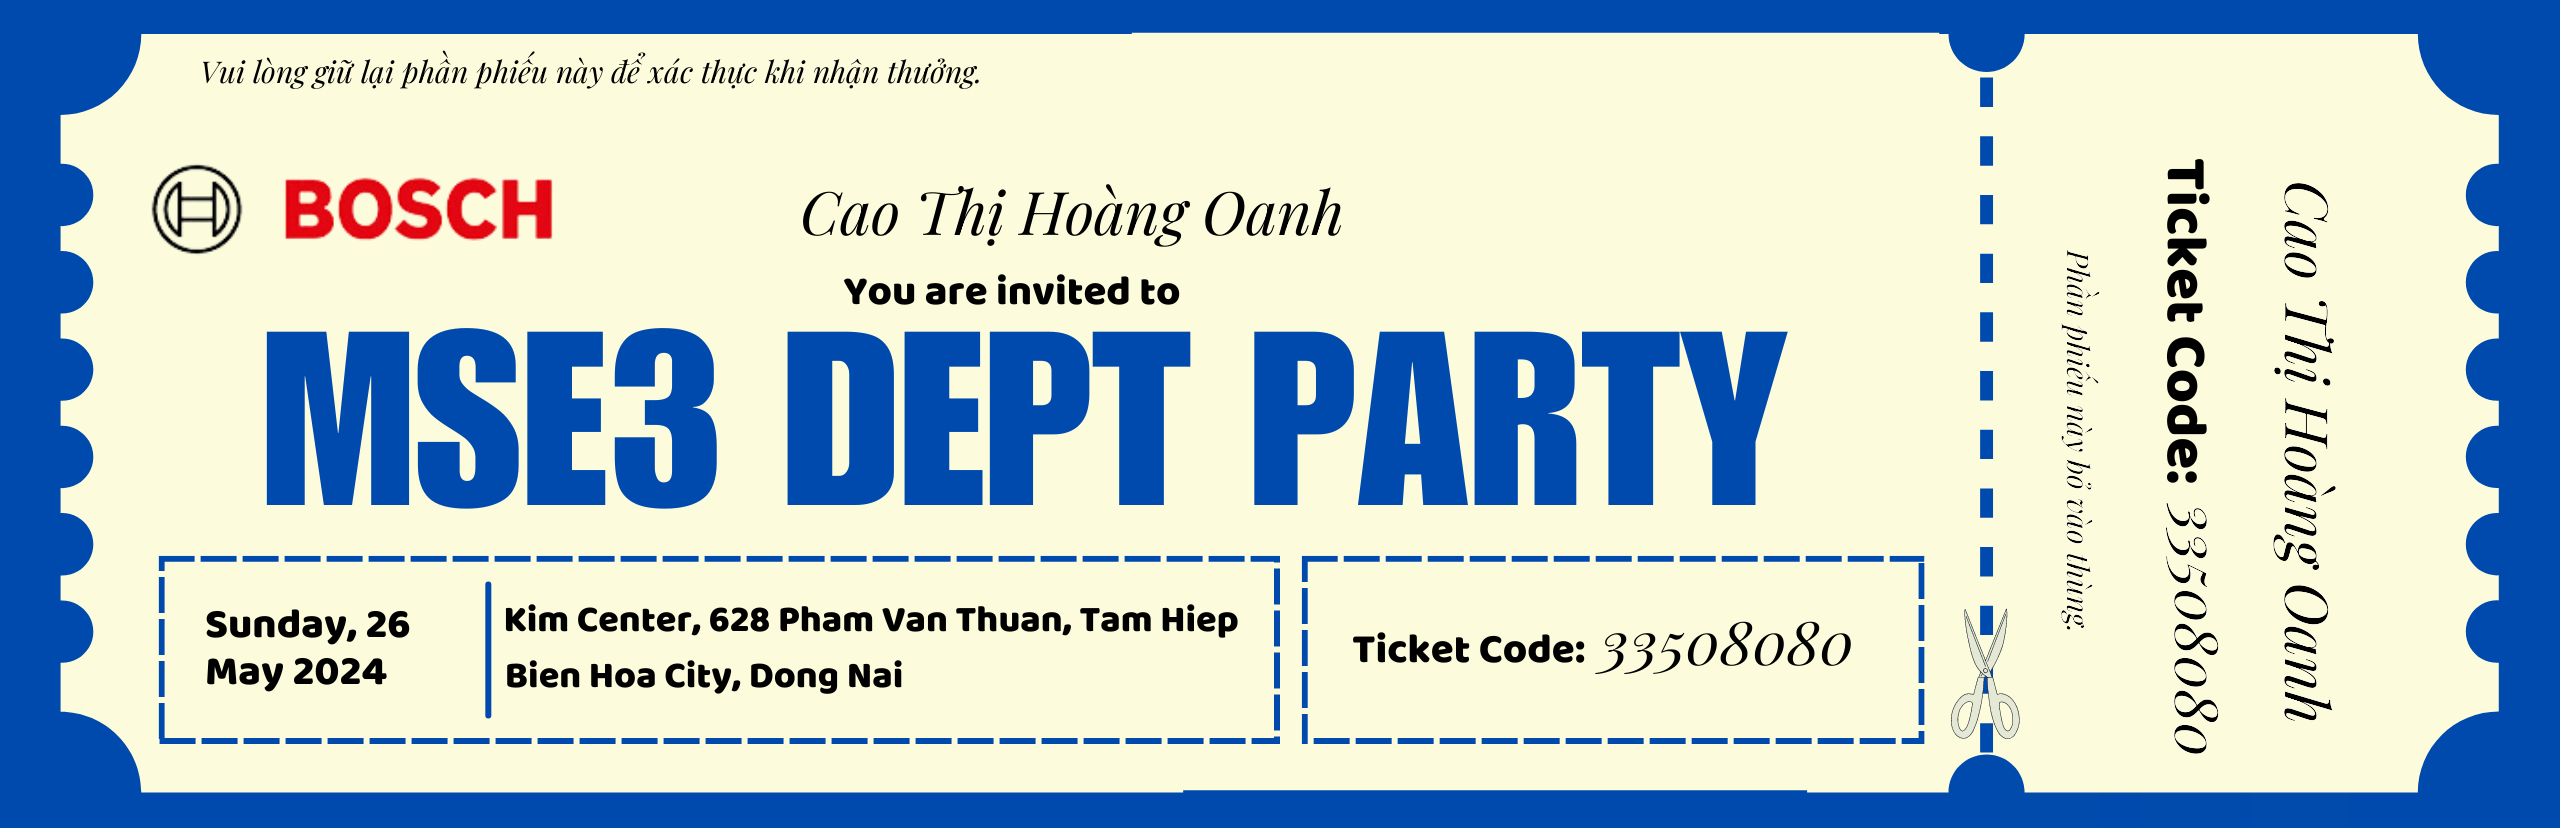 Vui lòng giữ lại phần phiếu này để xác thực khi nhận thưởng.
BOSCH
Cao Thị Hoàng Oanh
You are invited to
MSE3 DEPT PARTY
Sunday, 26
May 2024
Kim Center, 628 Pham Van Thuan, Tam Hiep
Bien Hoa City, Dong Nai
Ticket Code: 33508080
Cao Thị Hoàng Oanh
Ticket Code: 33508080
Phần phiếu này bỏ vào thùng.